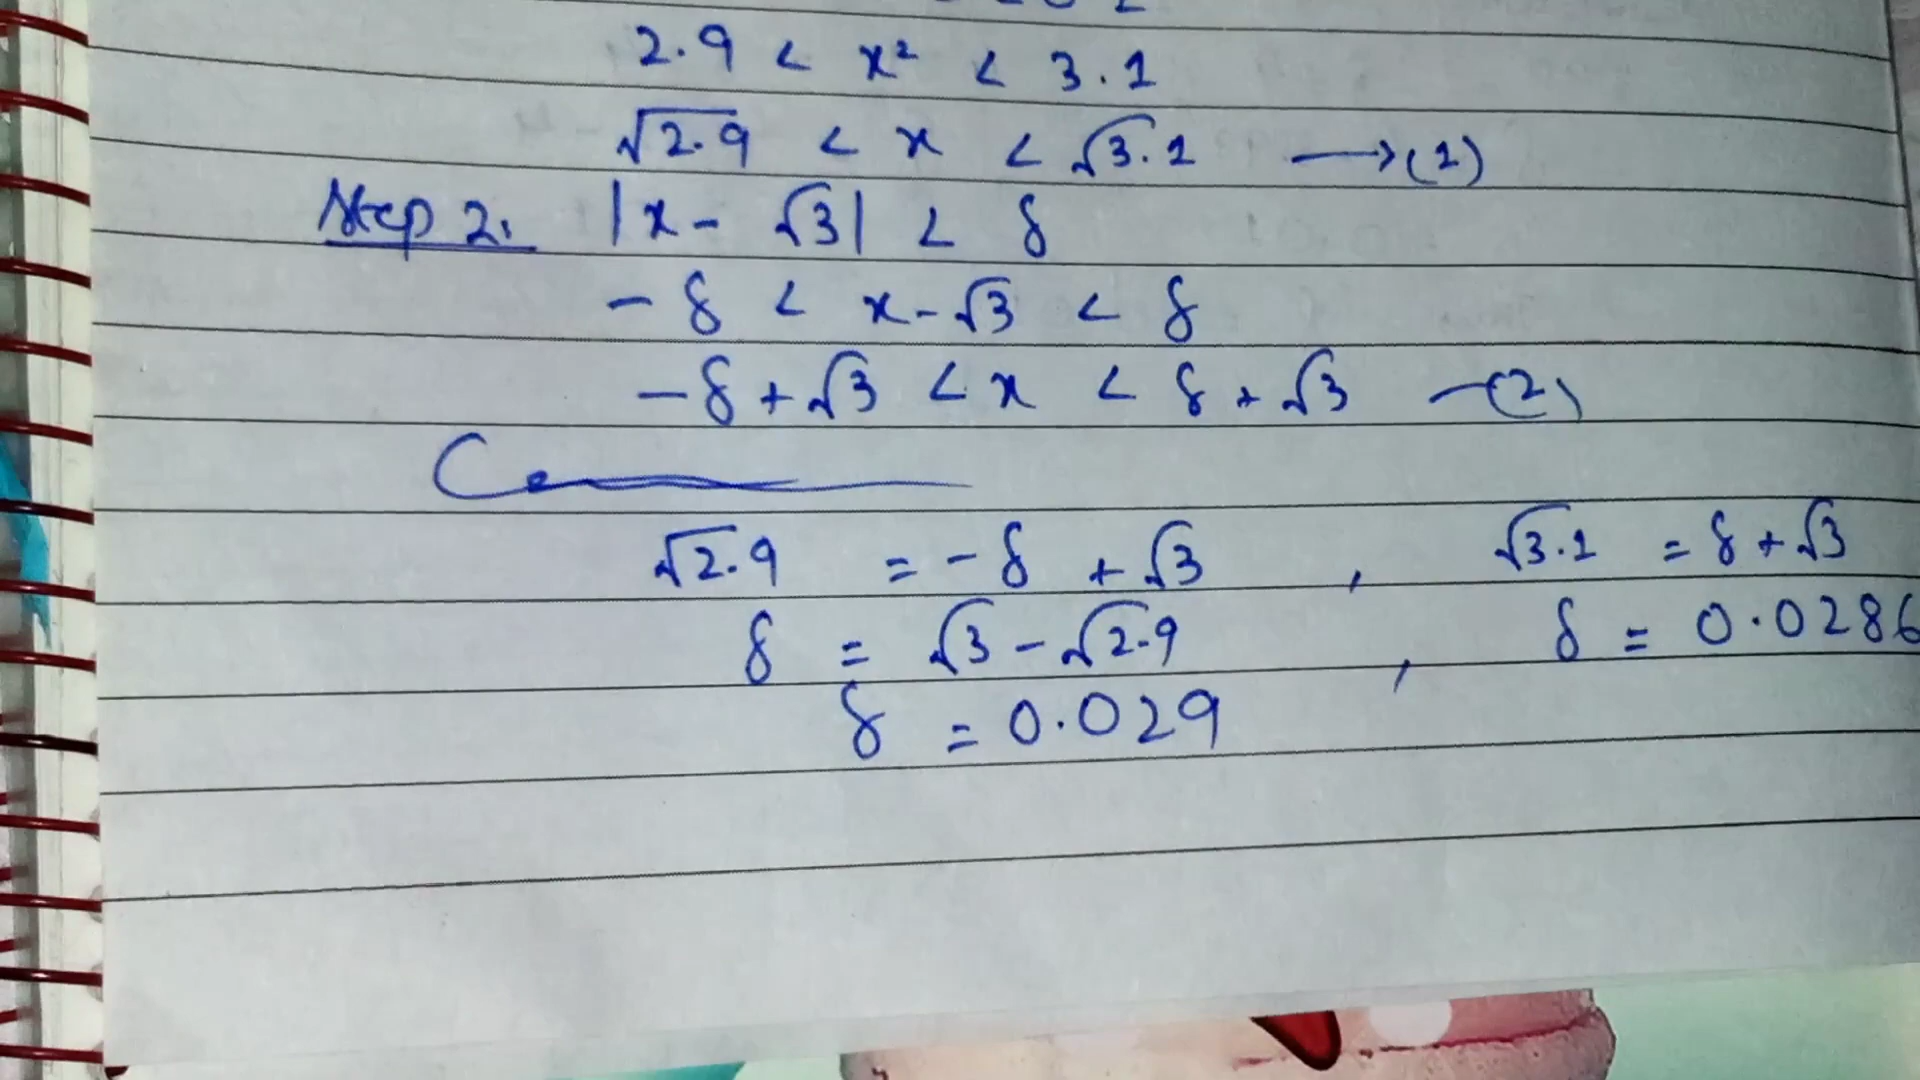 2.9 < x² < 3.1
√2.9 < x < √3.1 → (1)
Step 2. |x - √3| < δ
- δ < x - √3 < δ
- δ + √3 < x < δ + √3 - (2)
√2.9 = - δ + √3 , √3.1 = δ + √3
δ = √3 - √2.9 , δ = 0.0286
δ = 0.029